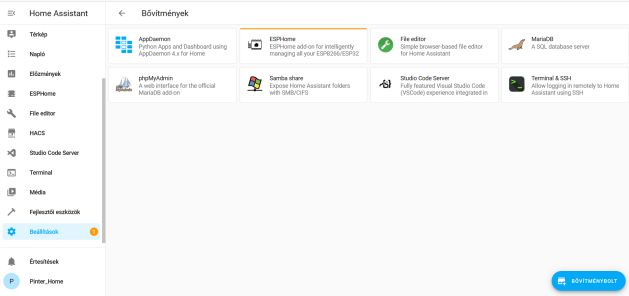 Home Assistant
Bővítmények
Térkép
Napló
Előzmények
ESPHome
File editor
HACS
Studio Code Server
Terminal
Média
Fejlesztői eszközök
Beállítások
1
Értesítések
P
Pinter_Home
AppDaemon
Python Apps and Dashboard using
AppDaemon 4.x for Home
ESPHome
ESPHome add-on for intelligently
managing all your ESP8266/ESP32
File editor
Simple browser-based file editor
for Home Assistant
MariaDB
A SQL database server
phpMyAdmin
A web interface for the official
MariaDB add-on
Samba share
Expose Home Assistant folders
with SMB/CIFS
Studio Code Server
Fully featured Visual Studio Code
(VSCode) experience integrated in
Terminal & SSH
Allow logging in remotely to Home
Assistant using SSH
BŐVÍTMÉNYBOLT